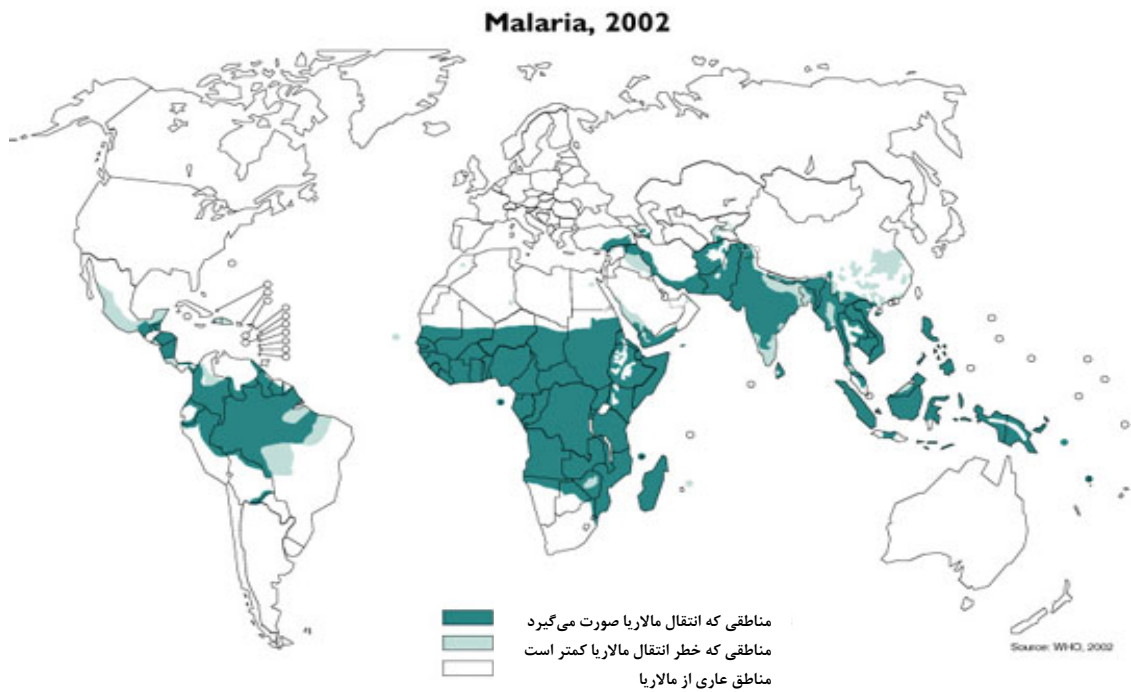 Malaria, 2002
مناطقی که انتقال مالاریا صورت می‌گیرد
مناطقی که خطر انتقال مالاریا کمتر است
مناطق عاری از مالاریا
Source: WHO, 2002